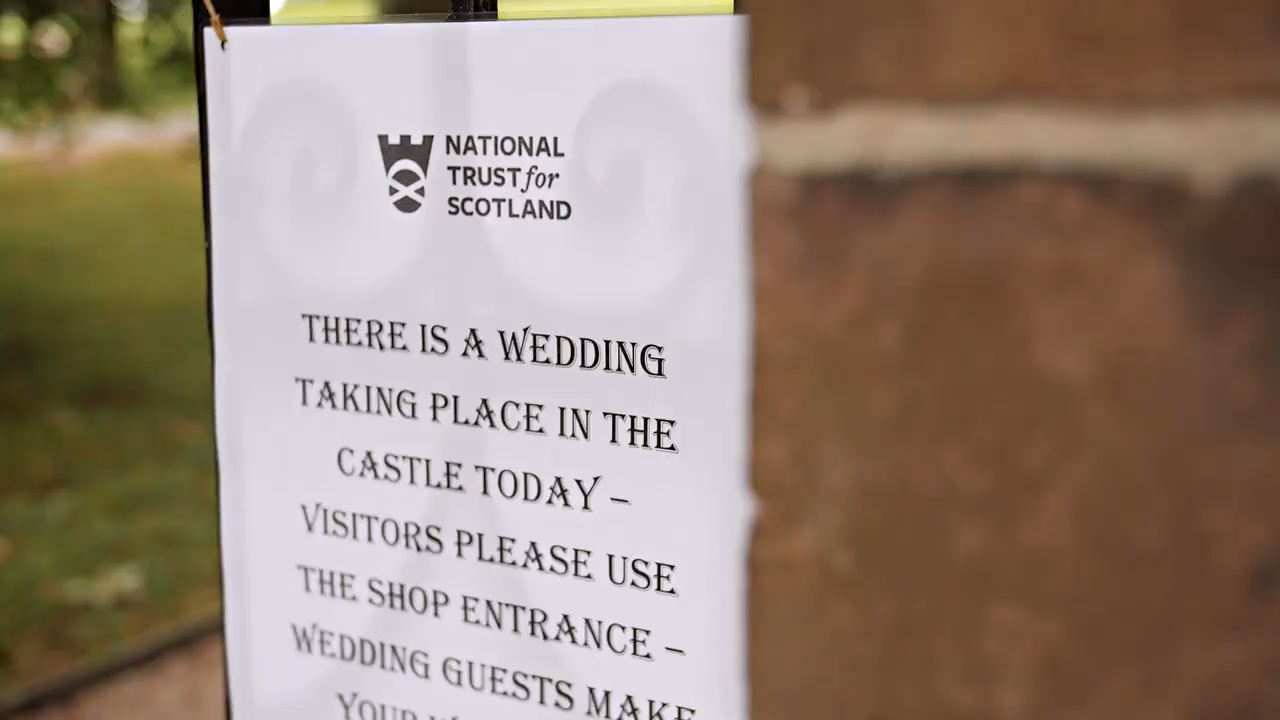 NATIONAL
TRUST for
SCOTLAND
THERE IS A WEDDING
TAKING PLACE IN THE
CASTLE TODAY –
VISITORS PLEASE USE
THE SHOP ENTRANCE –
WEDDING GUESTS MAKE
YOUR